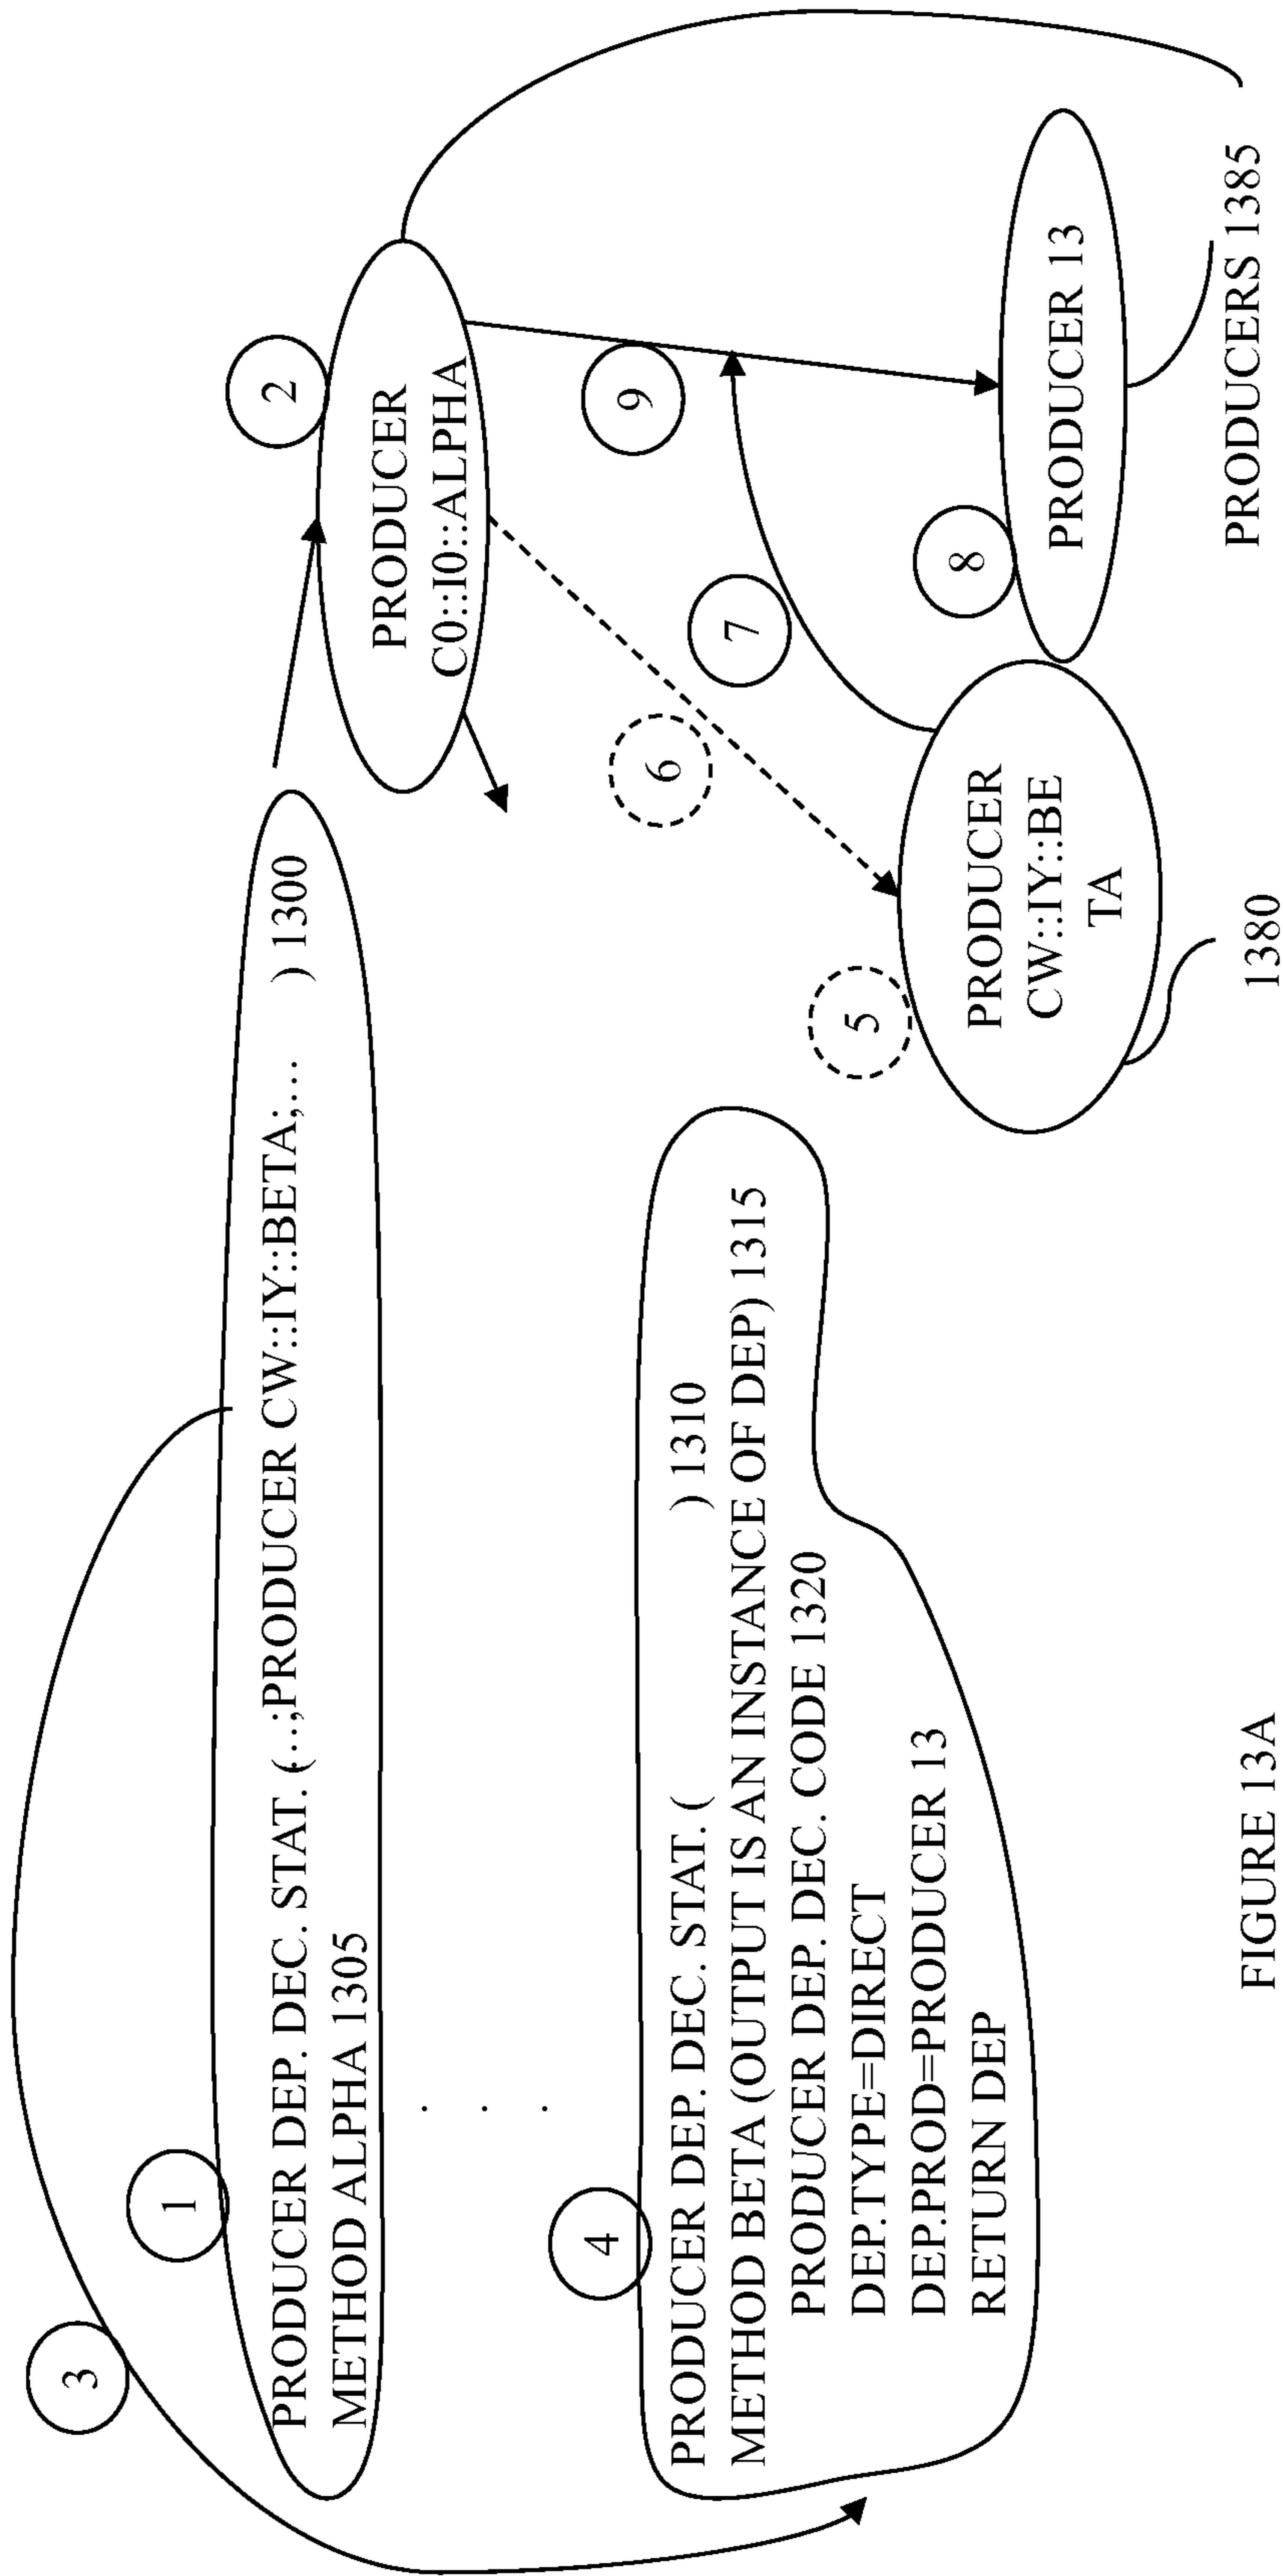 3
1
PRODUCER DEP. DEC. STAT. (…;PRODUCER CW::IY::BETA;… ) 1300
METHOD ALPHA 1305
.
.
.
2
PRODUCER
C0::I0::ALPHA
4
PRODUCER DEP. DEC. STAT. ( ) 1310
METHOD BETA (OUTPUT IS AN INSTANCE OF DEP) 1315
PRODUCER DEP. DEC. CODE 1320
DEP.TYPE=DIRECT
DEP.PROD=PRODUCER 13
RETURN DEP
6
9
7
5
8
PRODUCER
CW::IY::BE
TA
PRODUCER 13
1380
PRODUCERS 1385
FIGURE 13A